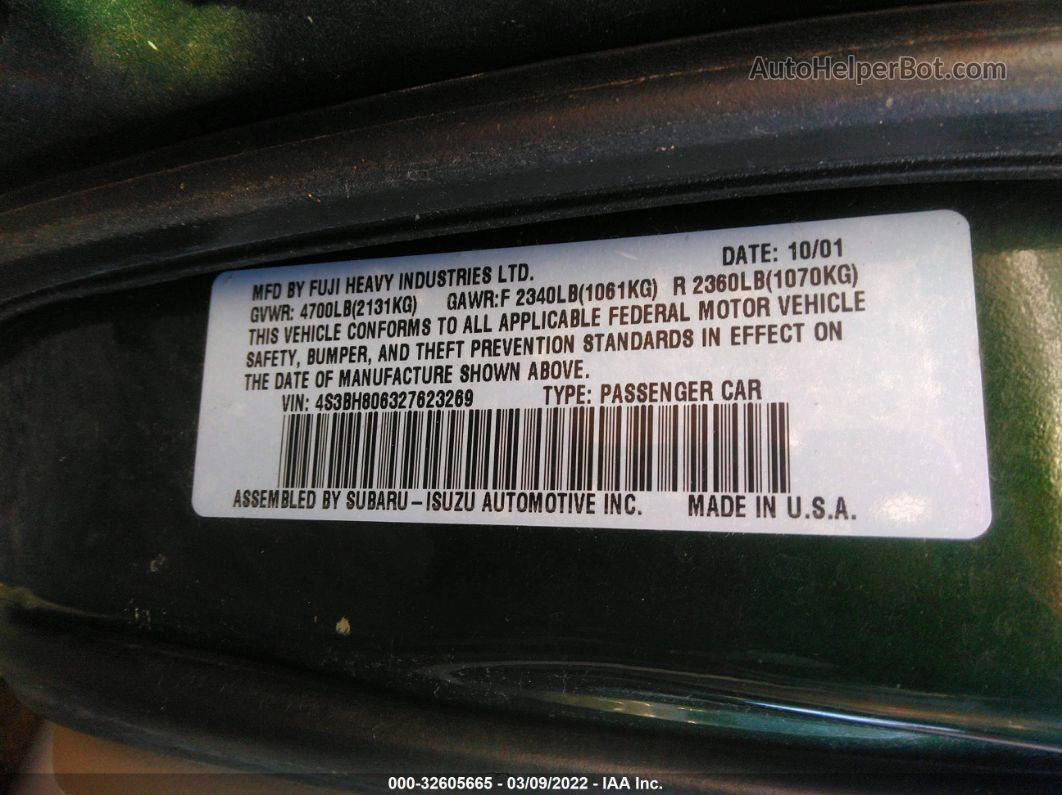 AutoHelperBot.com
DATE: 10/01
MFD BY FUJI HEAVY INDUSTRIES LTD.
GVWR: 4700LB(2131KG) GAWR:F 2340LB(1061KG) R 2360LB(1070KG)
THIS VEHICLE CONFORMS TO ALL APPLICABLE FEDERAL MOTOR VEHICLE
SAFETY, BUMPER, AND THEFT PREVENTION STANDARDS IN EFFECT ON
THE DATE OF MANUFACTURE SHOWN ABOVE.
VIN: 4S3BH806327623269 TYPE: PASSENGER CAR
ASSEMBLED BY SUBARU-ISUZU AUTOMOTIVE INC. MADE IN U.S.A.
000-32605665 - 03/09/2022 - IAA Inc.